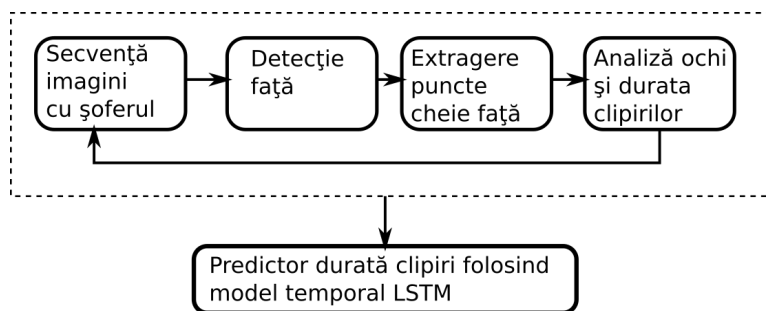 Secvenţă
imagini
cu şoferul
Detecţie
faţă
Extragere
puncte
cheie faţă
Analiză ochi
şi durata
clipirilor
Predictor durată clipiri folosind
model temporal LSTM